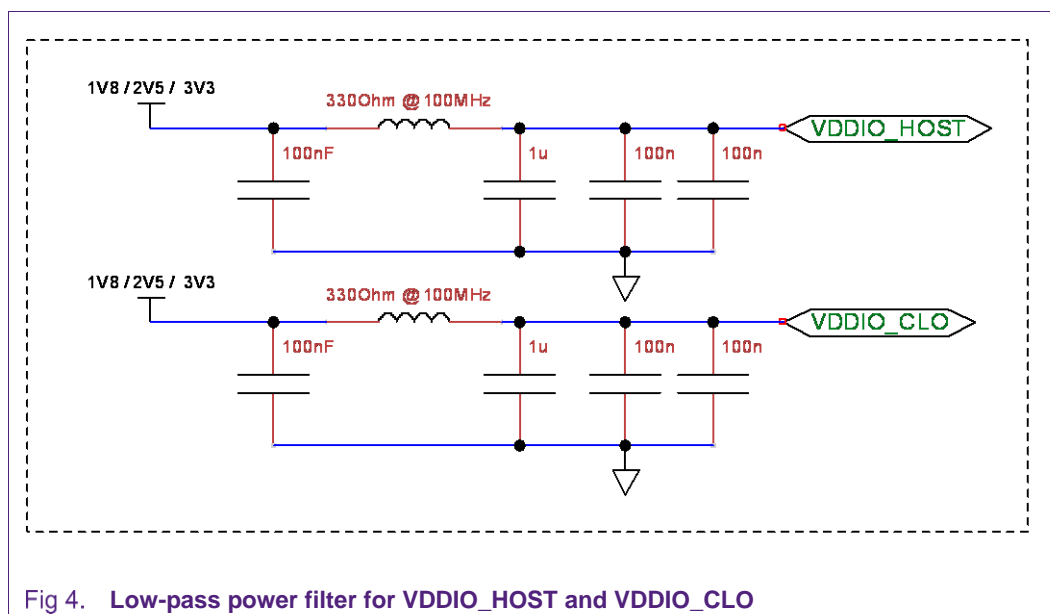 1V8 / 2V5 / 3V3
330Ohm @ 100MHz
VDDIO_HOST
100nF
1u
100n
100n
1V8 / 2V5 / 3V3
330Ohm @ 100MHz
VDDIO_CLO
100nF
1u
100n
100n
Fig 4. Low-pass power filter for VDDIO_HOST and VDDIO_CLO